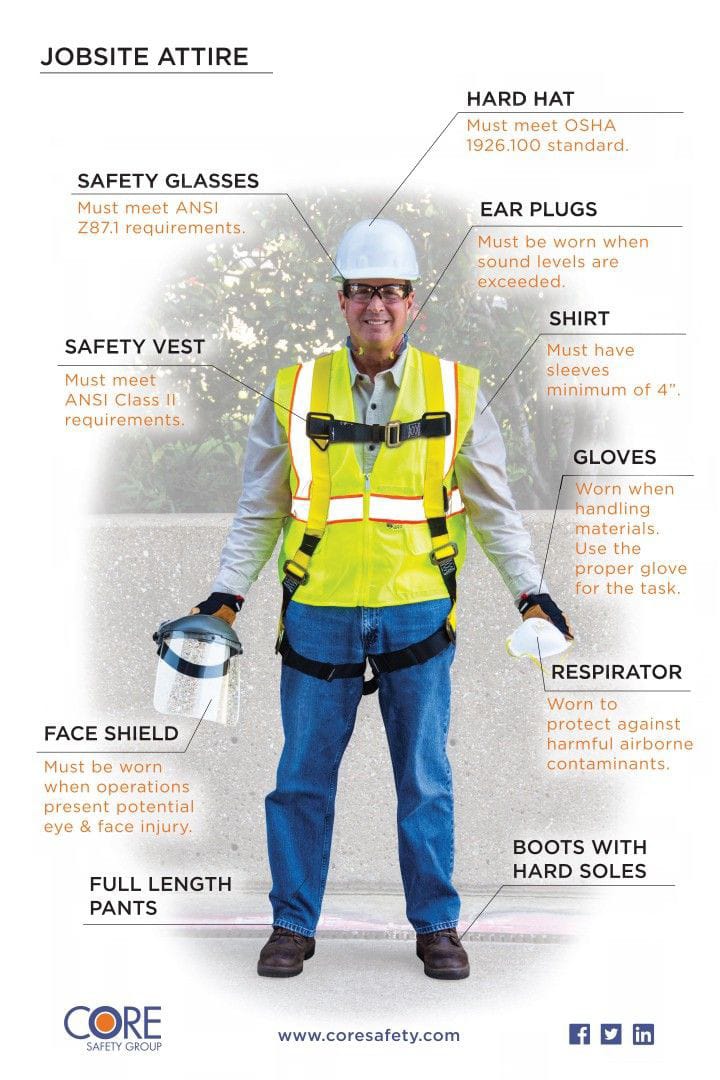 JOBSITE ATTIRE
HARD HAT
Must meet OSHA
1926.100 standard.
SAFETY GLASSES
Must meet ANSI
Z87.1 requirements.
EAR PLUGS
Must be worn when
sound levels are
exceeded.
SHIRT
Must have
sleeves
minimum of 4”.
SAFETY VEST
Must meet
ANSI Class II
requirements.
GLOVES
Worn when
handling
materials.
Use the
proper glove
for the task.
RESPIRATOR
Worn to
protect against
harmful airborne
contaminants.
FACE SHIELD
Must be worn
when operations
present potential
eye & face injury.
BOOTS WITH
HARD SOLES
FULL LENGTH
PANTS
CORE
SAFETY GROUP
www.coresafety.com
f
in